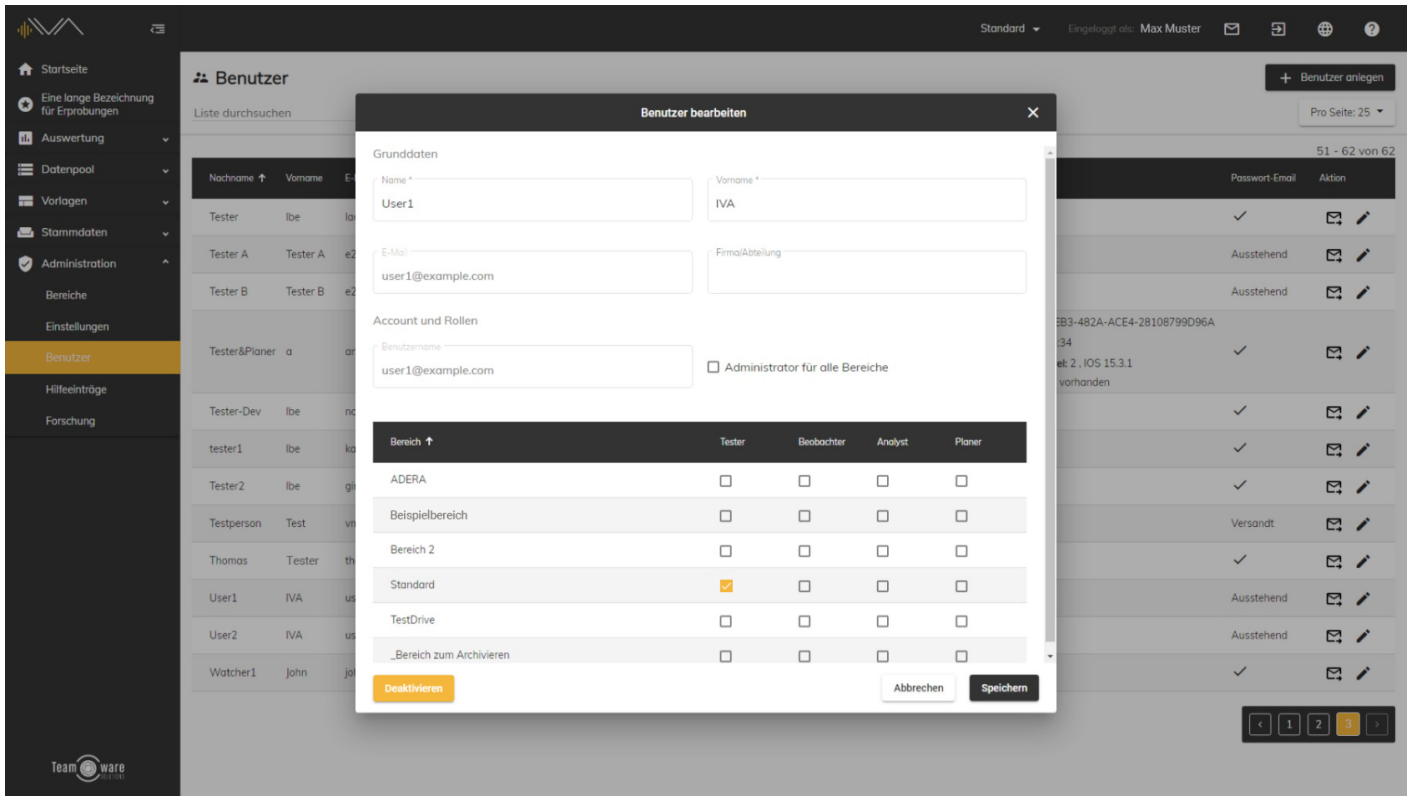 IVA
Standard
Eingeloggt als: Max Muster
Startseite
Eine lange Bezeichnung
für Erprobungen
Auswertung
Datenpool
Vorlagen
Stammdaten
Administration
Bereiche
Einstellungen
Benutzer
Hilfeeinträge
Forschung
Team ware
SOLUTIONS
Benutzer
+ Benutzer anlegen
Liste durchsuchen
Pro Seite: 25
51 - 62 von 62
Nachname ↑ Vorname Passwort-Email Aktion
Tester Ibe
Tester A Tester A Ausstehend
Tester B Tester B Ausstehend
EB3-482A-ACE4-28108799D96A
:34
Tester&Planer a
el: 2 , IOS 15.3.1
vorhanden
Tester-Dev Ibe
tester1 Ibe
Tester2 Ibe
Testperson Test Versandt
Thomas Tester
User1 IVA Ausstehend
User2 IVA Ausstehend
Watcher1 John
< 1 2 3 >
Benutzer bearbeiten
Grunddaten
Name * Vorname *
User1 IVA
E-Mail Firma/Abteilung
user1@example.com
Account und Rollen
Benutzername
user1@example.com Administrator für alle Bereiche
Bereich ↑ Tester Beobachter Analyst Planer
ADERA
Beispielbereich
Bereich 2
Standard
TestDrive
_Bereich zum Archivieren
Deaktivieren Abbrechen Speichern